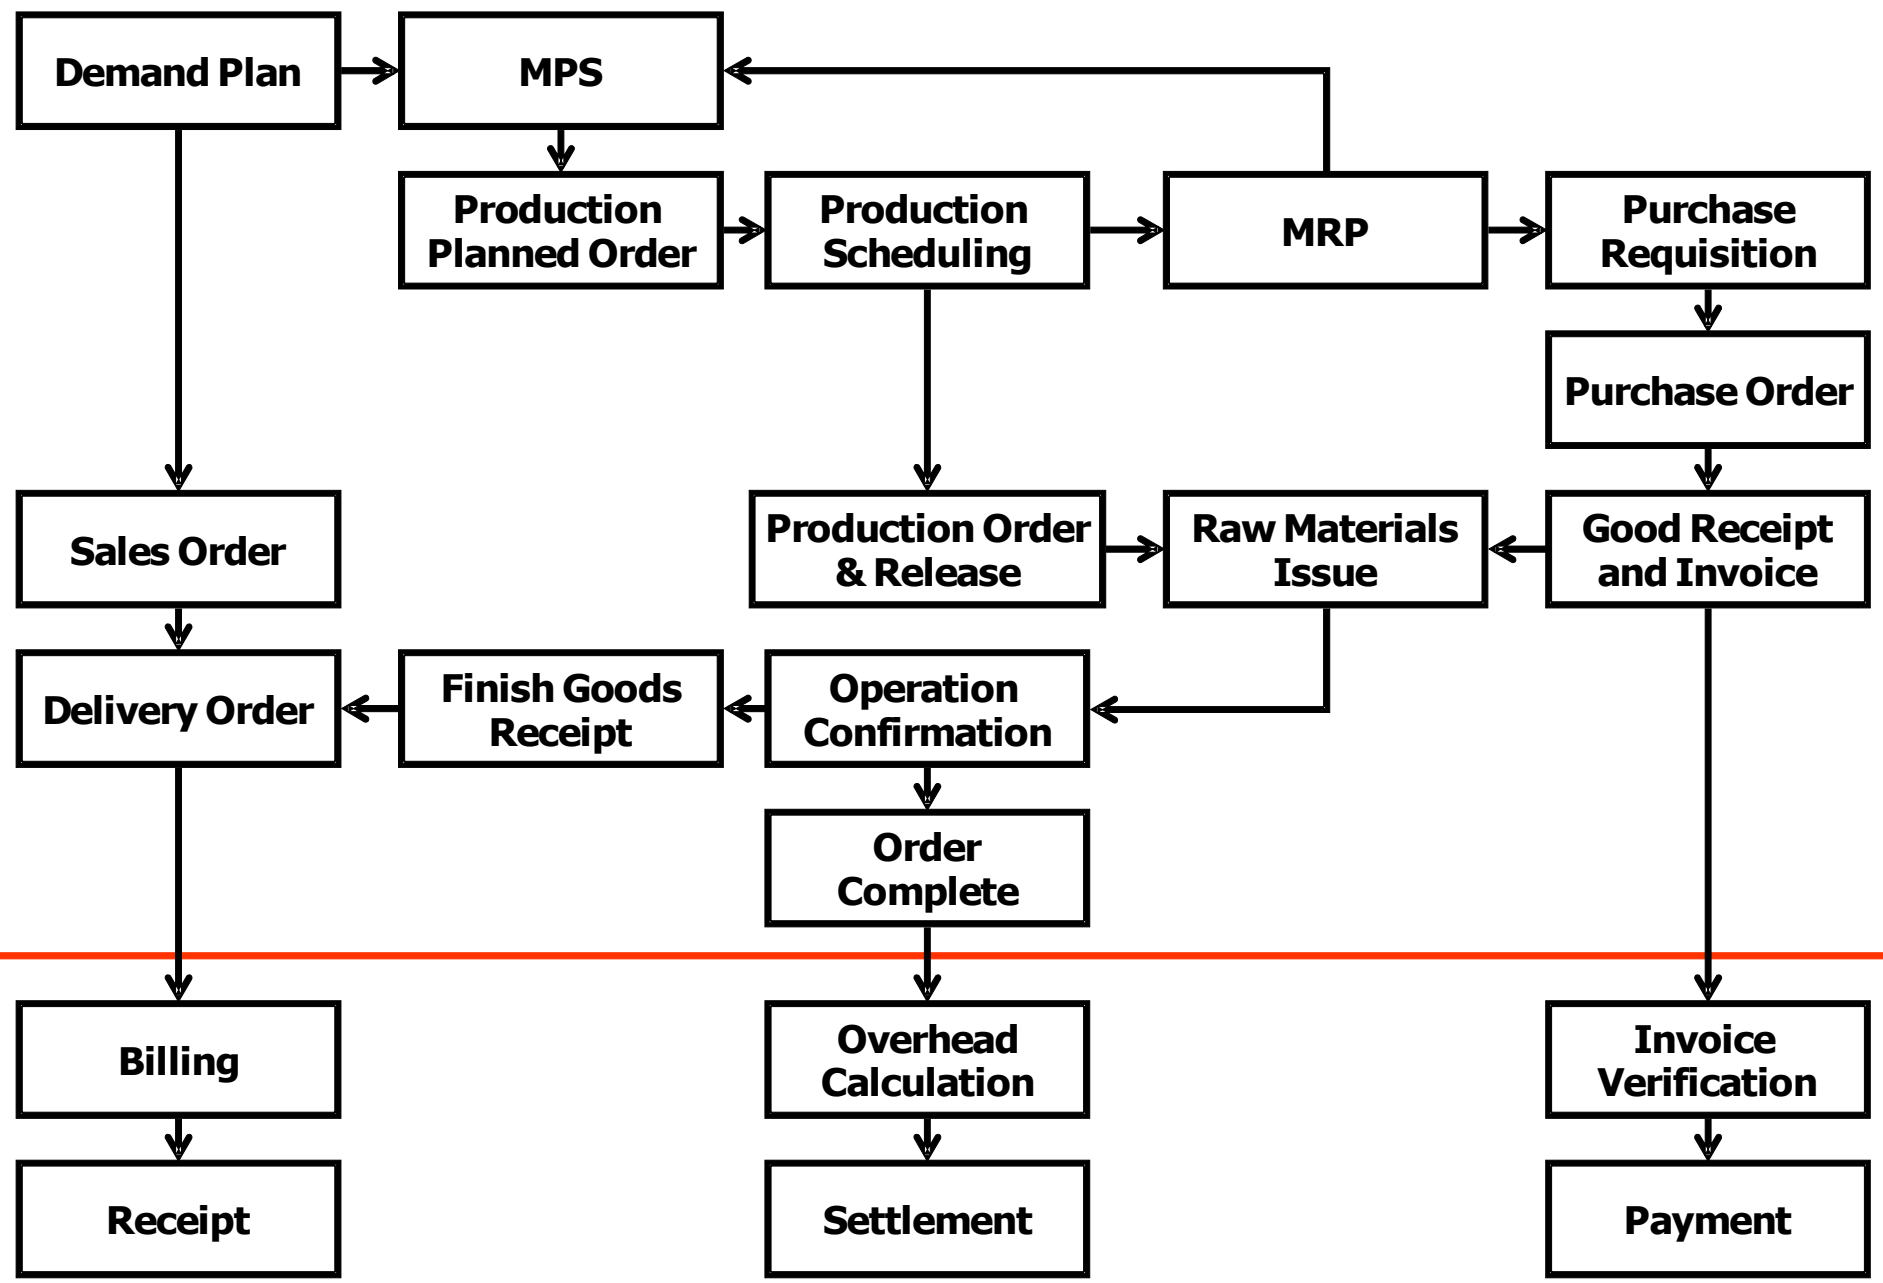 Demand Plan
MPS
Production
Planned Order
Production
Scheduling
MRP
Purchase
Requisition
Purchase Order
Sales Order
Production Order
& Release
Raw Materials
Issue
Good Receipt
and Invoice
Delivery Order
Finish Goods
Receipt
Operation
Confirmation
Order
Complete
Billing
Overhead
Calculation
Invoice
Verification
Receipt
Settlement
Payment